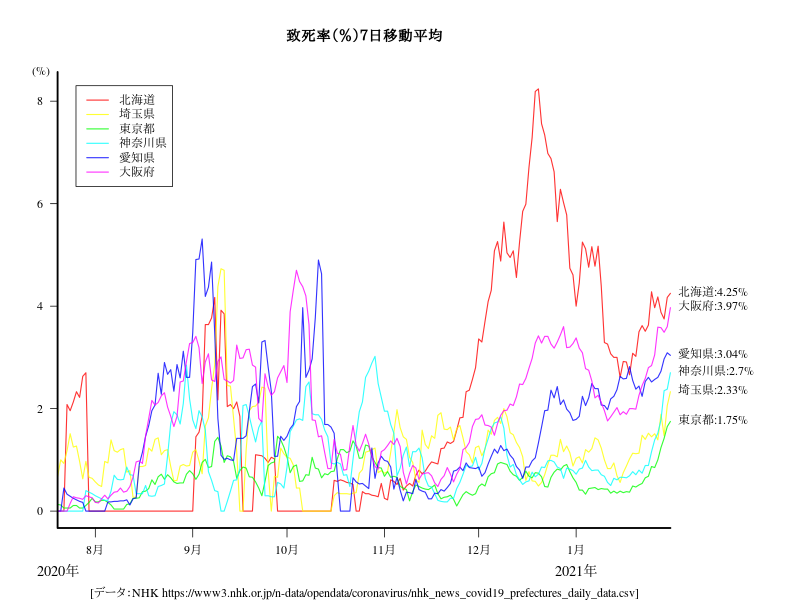 致死率(%)7日移動平均
(%)
8
6
4
2
0
北海道
埼玉県
東京都
神奈川県
愛知県
大阪府
北海道:4.25%
大阪府:3.97%
愛知県:3.04%
神奈川県:2.7%
埼玉県:2.33%
東京都:1.75%
8月 9月 10月 11月 12月 1月
2020年 2021年
[データ:NHK https://www3.nhk.or.jp/n-data/opendata/coronavirus/nhk_news_covid19_prefectures_daily_data.csv]